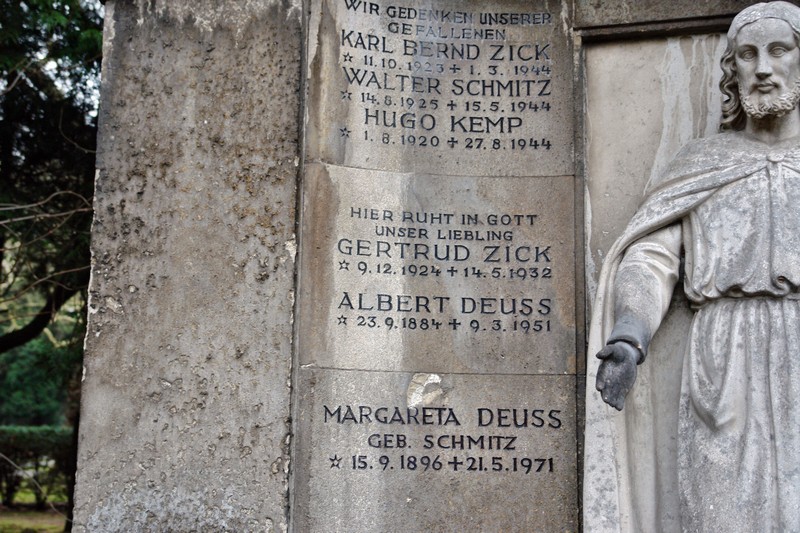 WIR GEDENKEN UNSERER
GEFALLENEN
KARL BERND ZICK
☆ 11.10.1923 + 1.3.1944
WALTER SCHMITZ
☆ 14.8.1925 + 15.5.1944
HUGO KEMP
☆ 1.8.1920 + 27.8.1944
HIER RUHT IN GOTT
UNSER LIEBLING
GERTRUD ZICK
☆ 9.12.1924 + 14.5.1932
ALBERT DEUSS
☆ 23.9.1884 + 9.3.1951
MARGARETA DEUSS
GEB. SCHMITZ
☆ 15.9.1896 + 21.5.1971